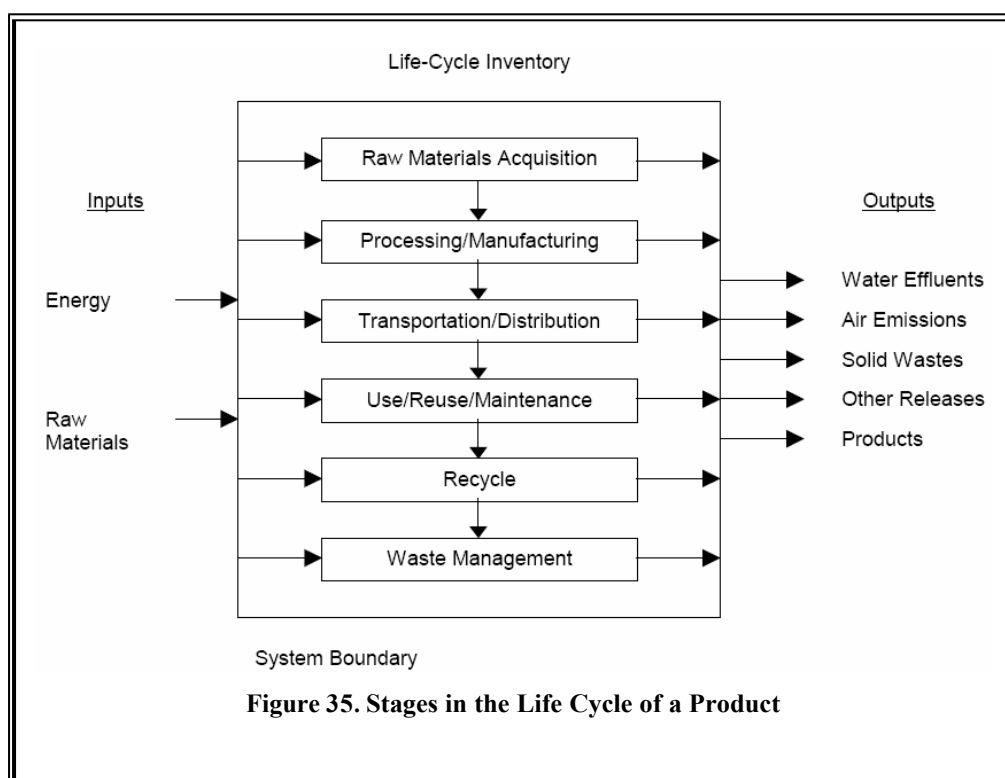 Life-Cycle Inventory
Raw Materials Acquisition
Inputs
Outputs
Processing/Manufacturing
Water Effluents
Energy
Transportation/Distribution
Air Emissions
Solid Wastes
Use/Reuse/Maintenance
Other Releases
Raw
Materials
Products
Recycle
Waste Management
System Boundary
Figure 35. Stages in the Life Cycle of a Product